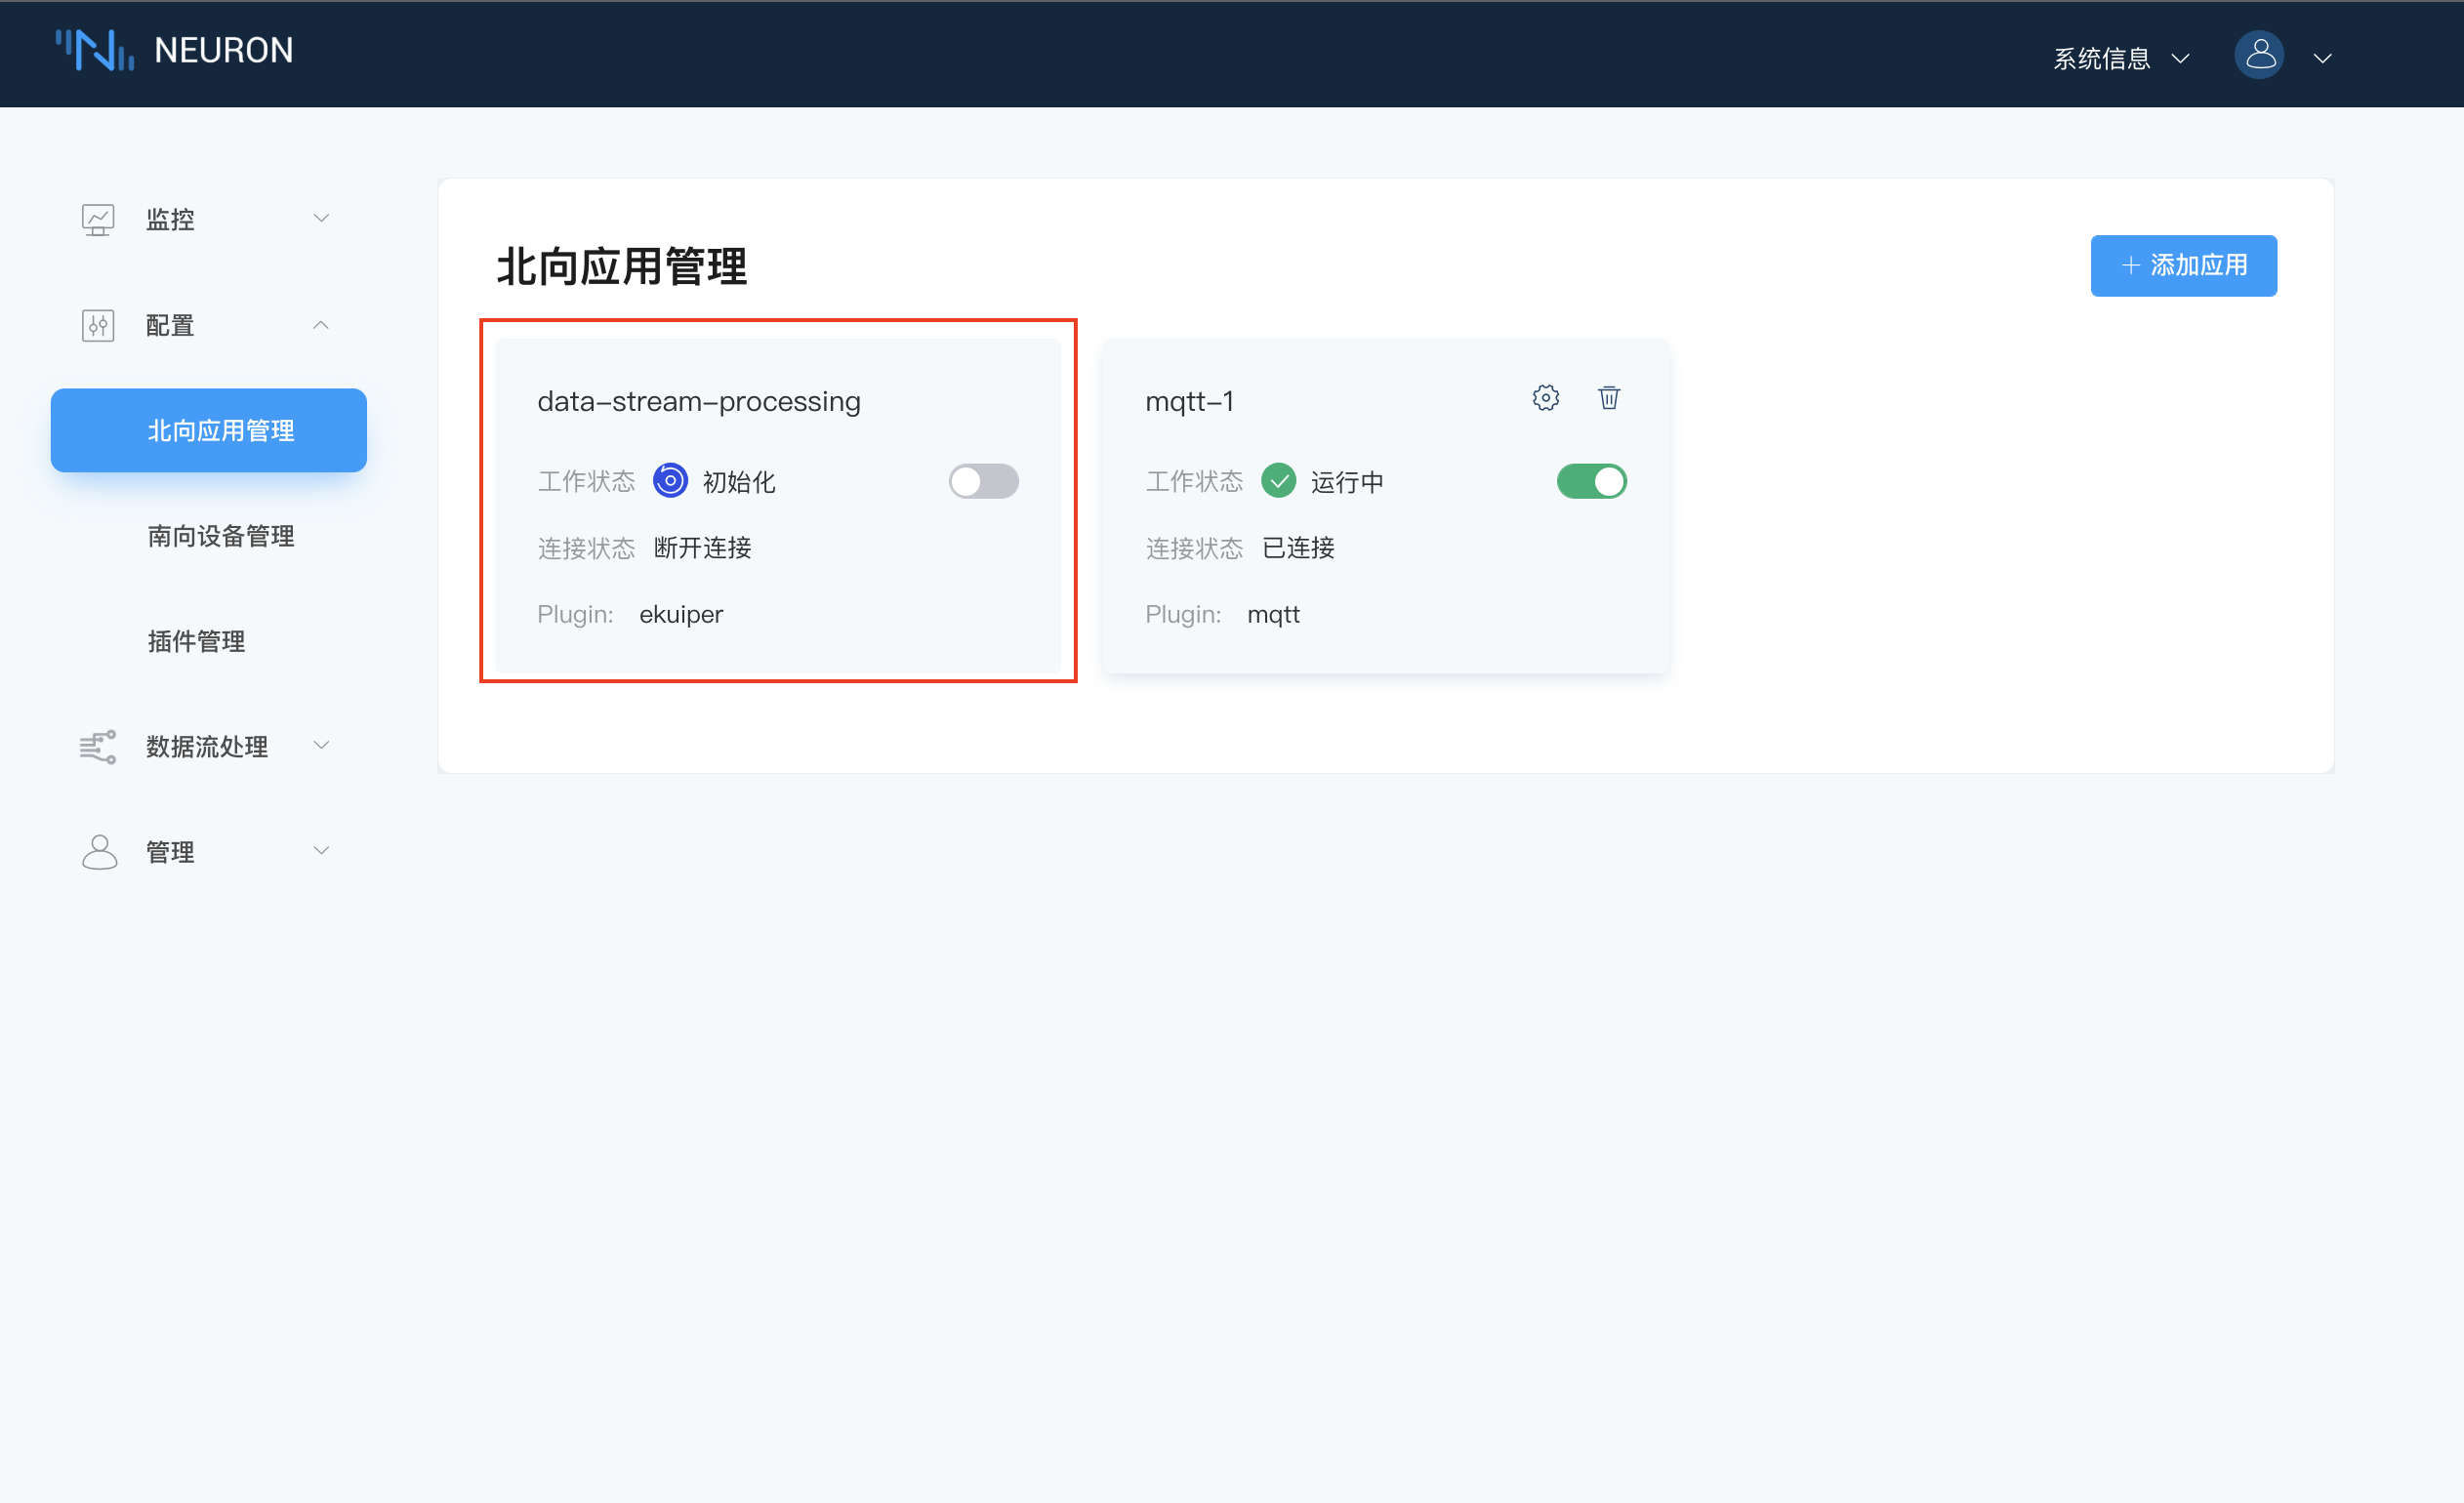 NEURON
系统信息
监控
配置
北向应用管理
南向设备管理
插件管理
数据流处理
管理
北向应用管理
添加应用
data-stream-processing
工作状态 初始化
连接状态 断开连接
Plugin: ekuiper
mqtt-1
工作状态 运行中
连接状态 已连接
Plugin: mqtt